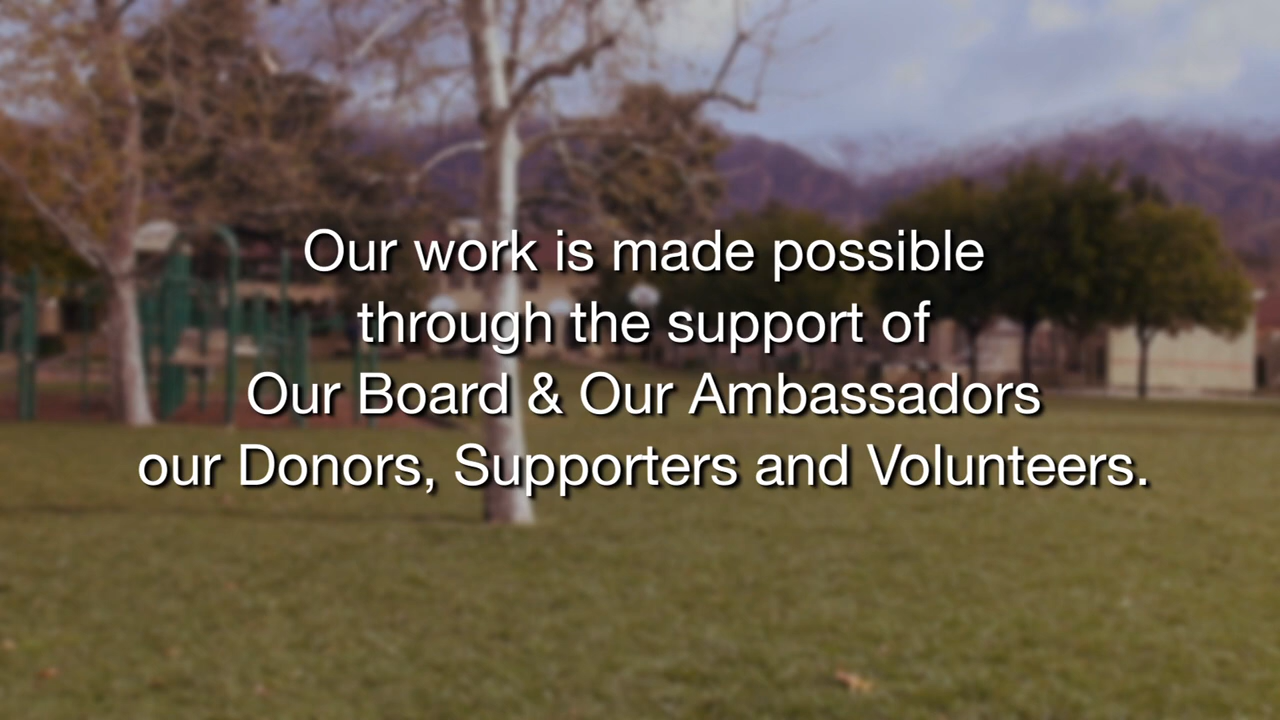 Our work is made possible
through the support of
Our Board & Our Ambassadors
our Donors, Supporters and Volunteers.